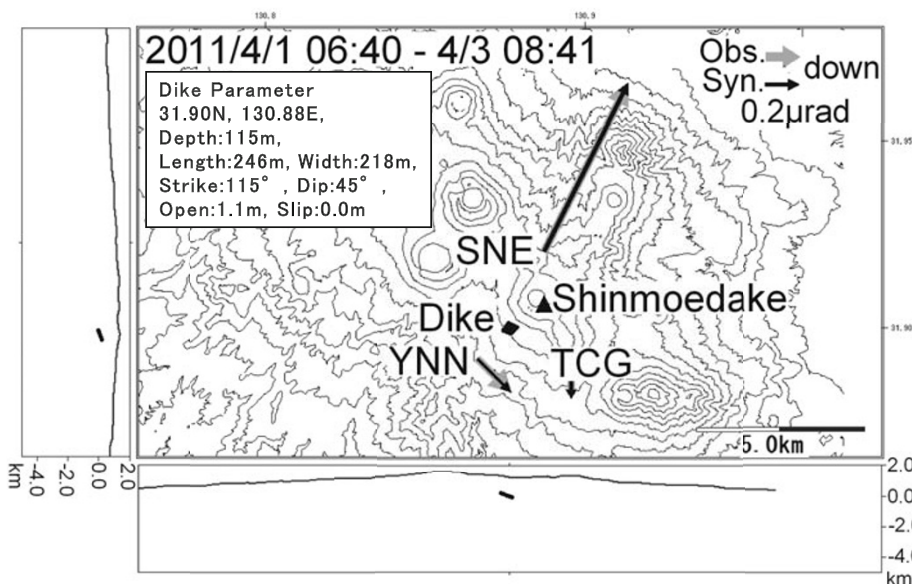 130.8
130.9
2011/4/1 06:40 - 4/3 08:41
Obs.
down
Syn.
0.2μrad
Dike Parameter
31.90N, 130.88E,
Depth:115m,
Length:246m, Width:218m,
Strike:115° , Dip:45° ,
Open:1.1m, Slip:0.0m
31.95
SNE
Shinmoedake
Dike
31.90
YNN
TCG
5.0km
km
-4.0
-2.0
0.0
2.0
2.0
0.0
-2.0
-4.0
km